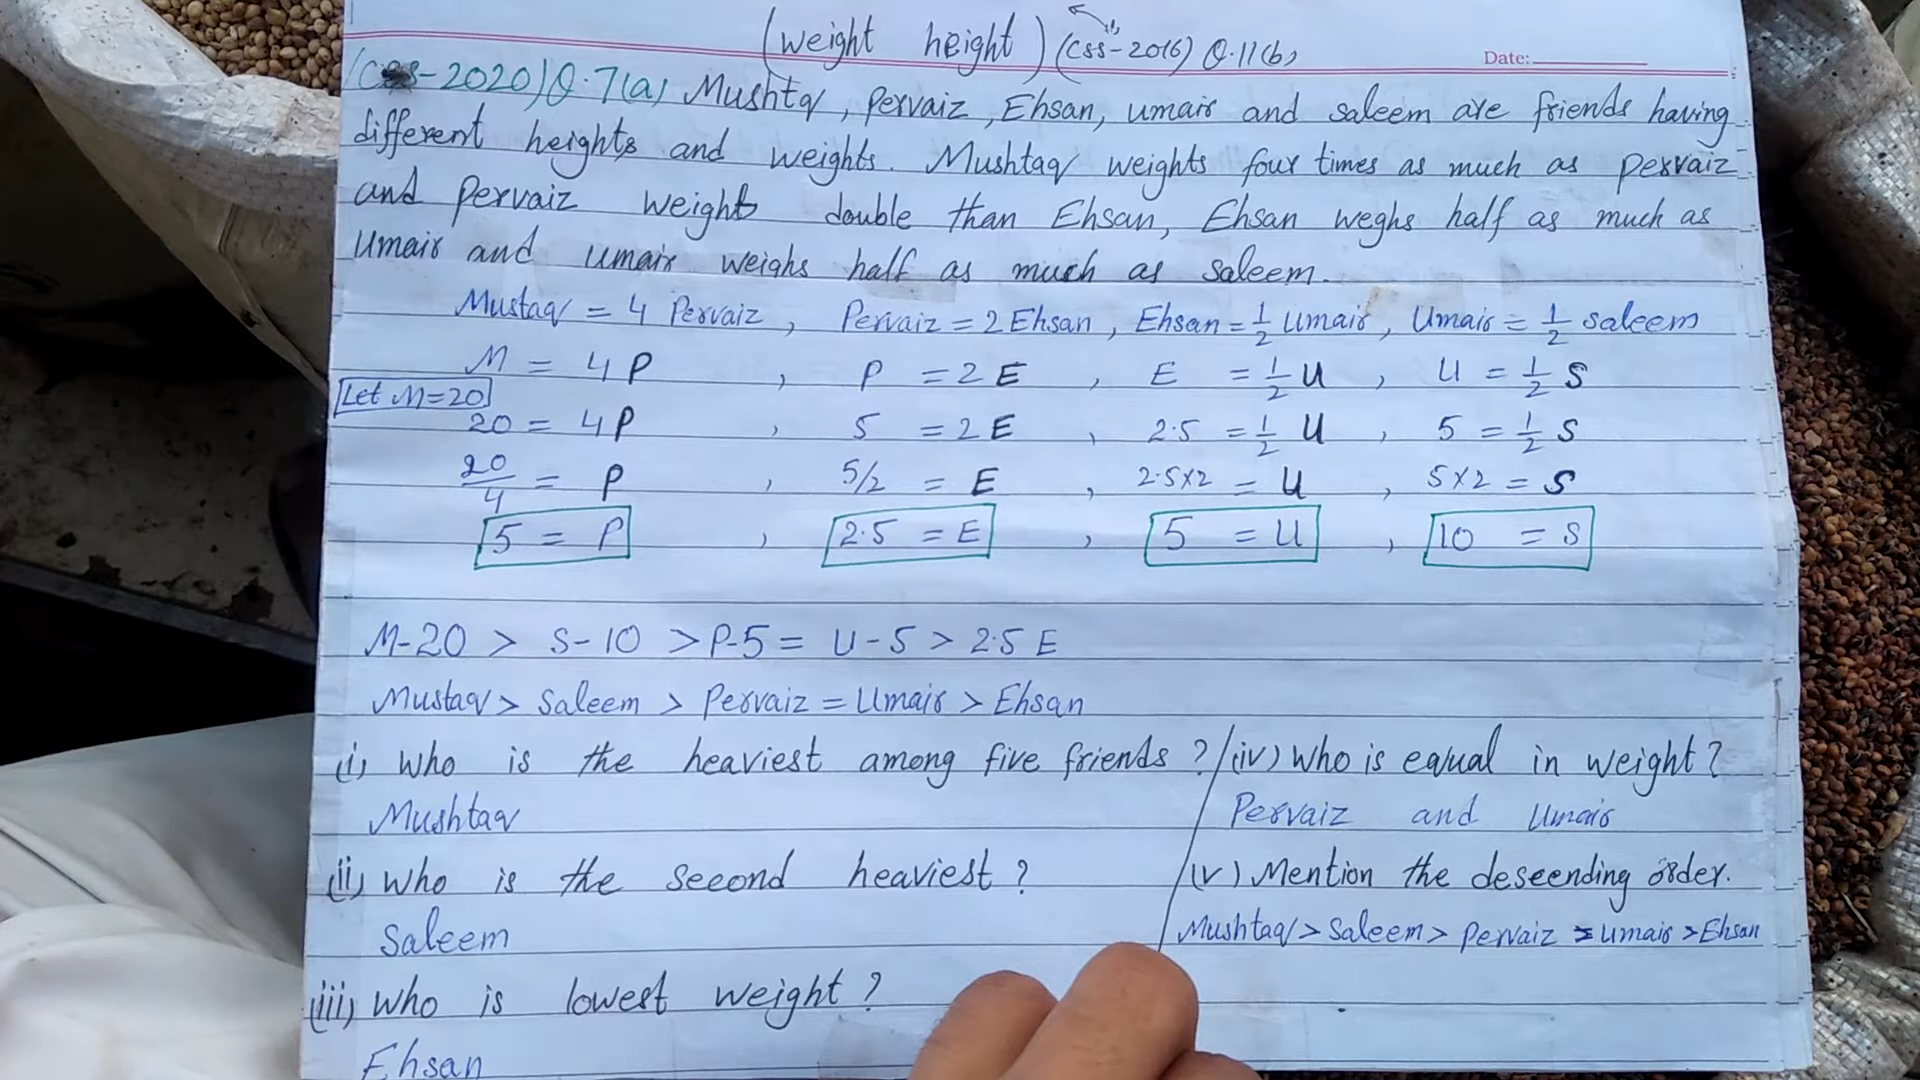 (weight height) (css-2016) Q.11(b)
Date:
(css-2020)Q.7(a) Mushtq, Pervaiz, Ehsan, umair and saleem are friends having
different heights and weights. Mushtaq weights four times as much as pervaiz
and pervaiz weight double than Ehsan, Ehsan weghs half as much as
Umair and umair weighs half as much as saleem.
Mustaq = 4 Pervaiz, Pervaiz = 2 Ehsan, Ehsan = 1/2 Umair, Umair = 1/2 saleem
M = 4P, P = 2E, E = 1/2 U, U = 1/2 S
Let M=20
20 = 4P, 5 = 2E, 2.5 = 1/2 U, 5 = 1/2 S
20/4 = P, 5/2 = E, 2.5x2 = U, 5x2 = S
5 = P, 2.5 = E, 5 = U, 10 = S
M-20 > S-10 > P-5 = U-5 > 2.5 E
Mustaq > Saleem > Pervaiz = Umair > Ehsan
(i) who is the heaviest among five friends?
Mushtaq
(ii) who is the second heaviest?
Saleem
(iii) who is lowest weight?
Ehsan
(iv) Who is equal in weight?
Pervaiz and Umair
(v) Mention the descending order.
Mushtaq > Saleem > Pervaiz = Umair > Ehsan